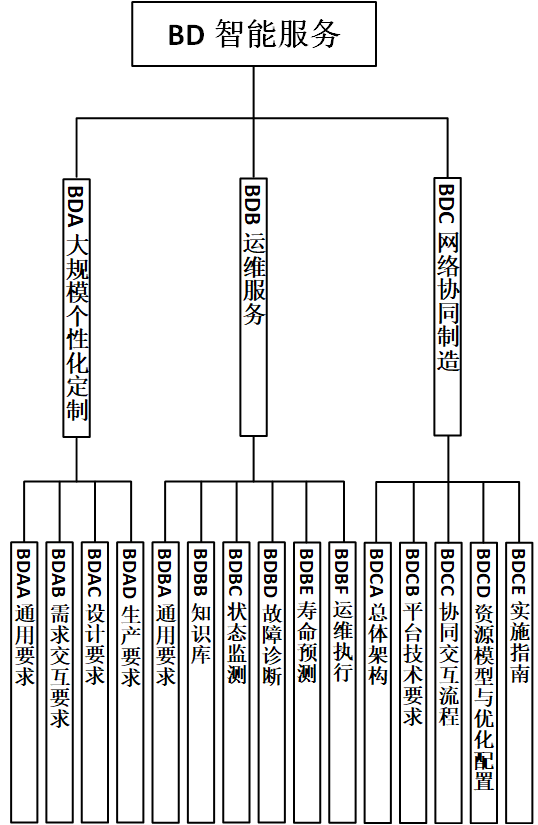 BD 智能服务
BDA 大规模个性化定制
BDB 运维服务
BDC 网络协同制造
BDAA 通用要求
BDAB 需求交互要求
BDAC 设计要求
BDAD 生产要求
BDBA 通用要求
BDBB 知识库
BDBC 状态监测
BDBD 故障诊断
BDBE 寿命预测
BDBF 运维执行
BDCA 总体架构
BDCB 平台技术要求
BDCC 协同交互流程
BDCD 资源模型与优化配置
BDCE 实施指南